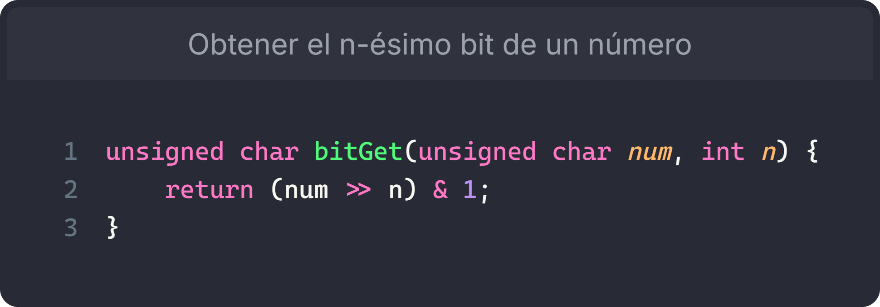 Obtener el n-ésimo bit de un número
1 unsigned char bitGet(unsigned char num, int n) {
2     return (num >> n) & 1;
3 }